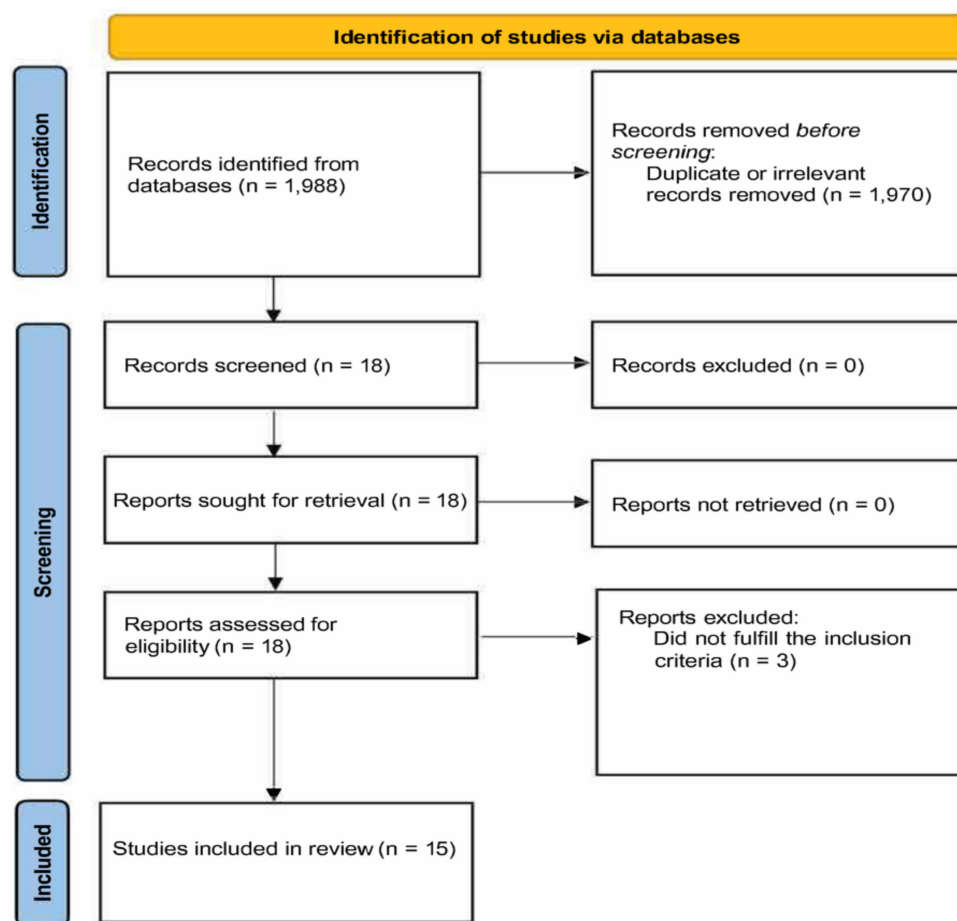 Identification of studies via databases
Identification
Records identified from
databases (n = 1,988)
Records removed before
screening:
Duplicate or irrelevant
records removed (n = 1,970)
Screening
Records screened (n = 18)
Records excluded (n = 0)
Reports sought for retrieval (n = 18)
Reports not retrieved (n = 0)
Reports assessed for
eligibility (n = 18)
Reports excluded:
Did not fulfill the inclusion
criteria (n = 3)
Included
Studies included in review (n = 15)